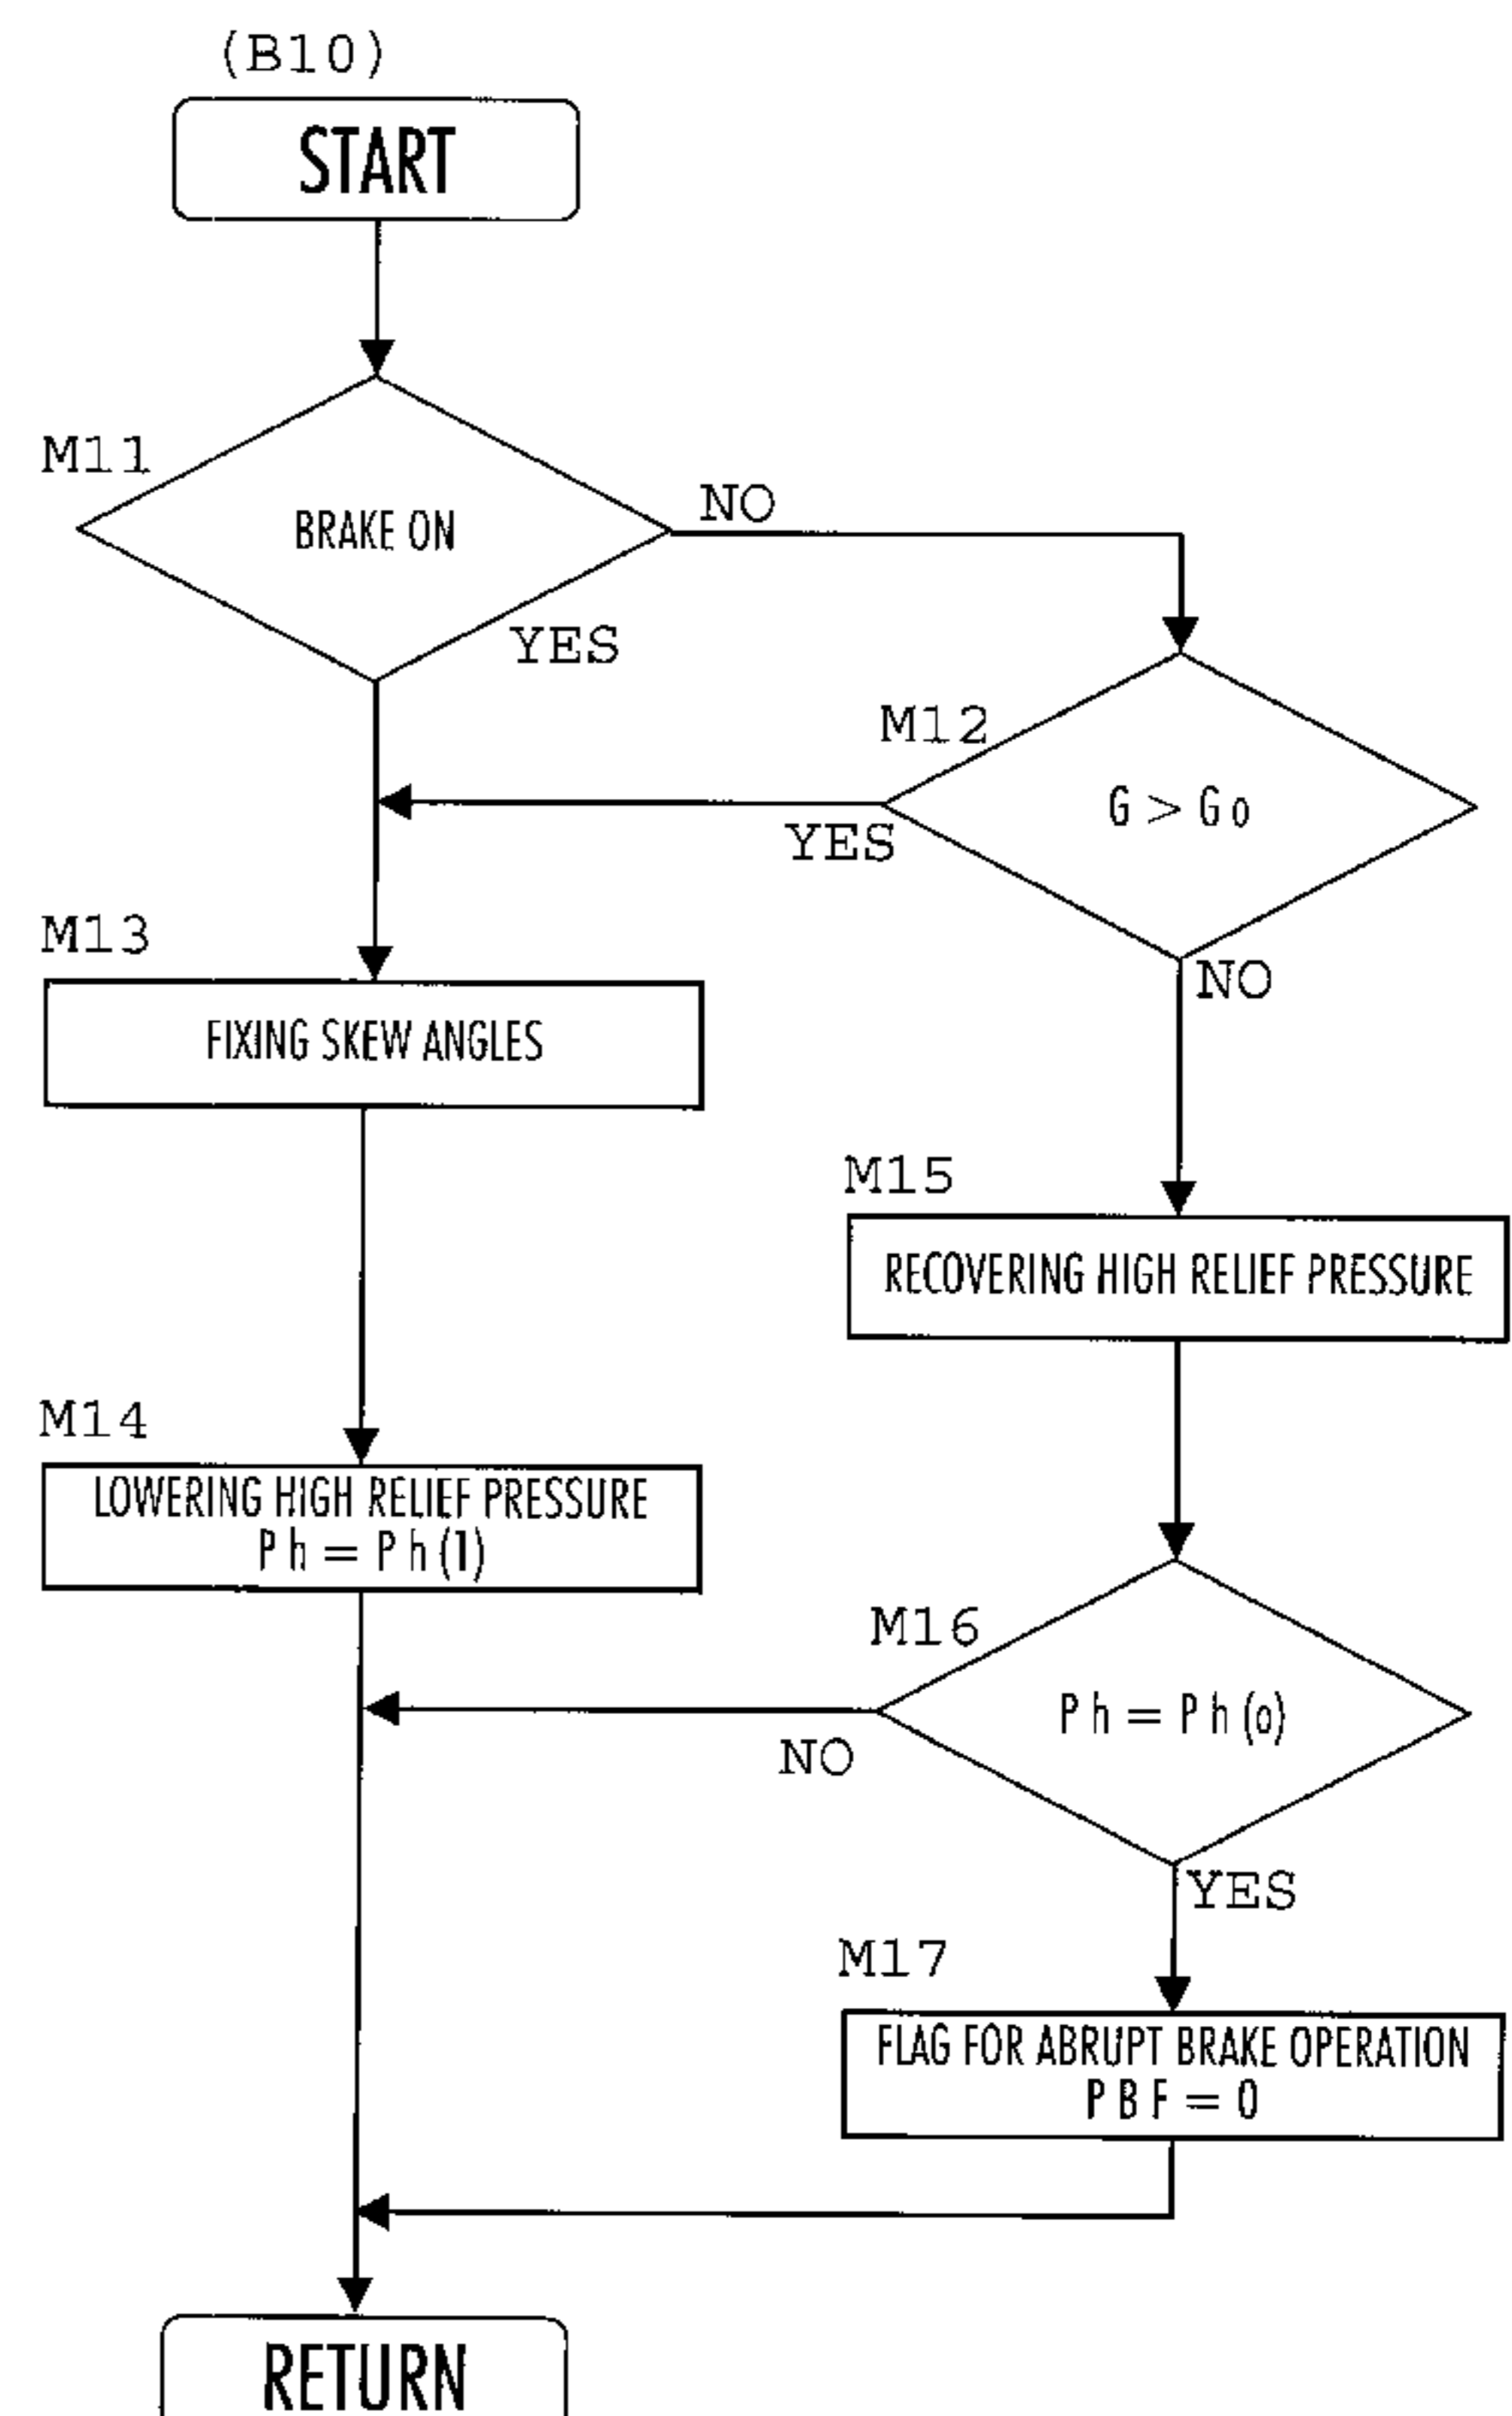 (B10)
START
M11
BRAKE ON
NO
YES
M12
G > Go
YES
NO
M13
FIXING SKEW ANGLES
M15
RECOVERING HIGH RELIEF PRESSURE
M14
LOWERING HIGH RELIEF PRESSURE
Ph = Ph(1)
M16
Ph = Ph(o)
NO
YES
M17
FLAG FOR ABRUPT BRAKE OPERATION
PBF = 0
RETURN